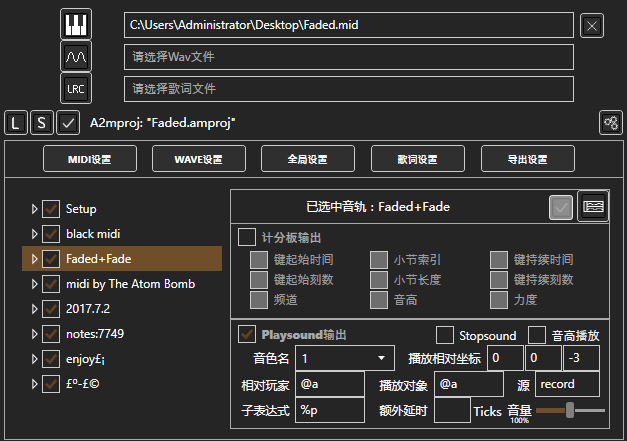 C:\Users\Administrator\Desktop\Faded.mid
请选择Wav文件
LRC 请选择歌词文件
L S A2mproj: "Faded.amproj"
MIDI设置 WAVE设置 全局设置 歌词设置 导出设置
Setup
black midi
Faded+Fade
midi by The Atom Bomb
2017.7.2
notes:7749
enjoy£¡
£º-£©
已选中音轨：Faded+Fade
计分板输出
键起始时间 小节索引 键持续时间
键起始刻数 小节长度 键持续刻数
频道 音高 力度
Playsound输出 Stopsound 音高播放
音色名 1 播放相对坐标 0 0 -3
相对玩家 @a 播放对象 @a 源 record
子表达式 %p 额外延时 Ticks 音量
100%